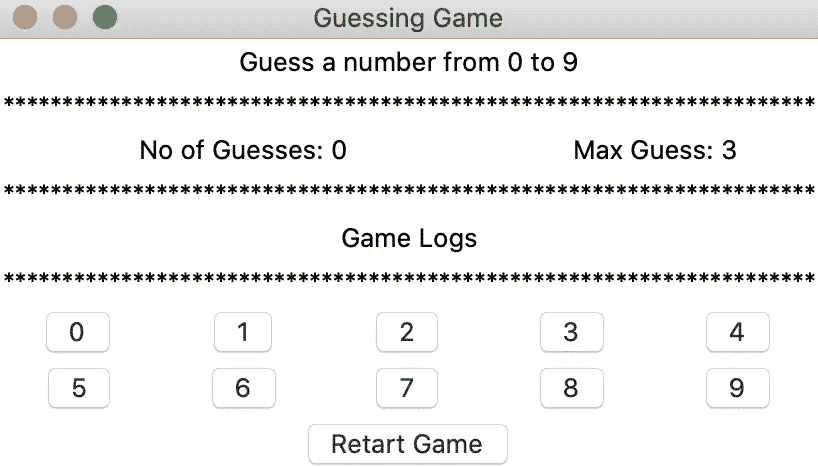 Guessing Game
Guess a number from 0 to 9
*********************************************************************
No of Guesses: 0 Max Guess: 3
*********************************************************************
Game Logs
*********************************************************************
0 1 2 3 4
5 6 7 8 9
Retart Game